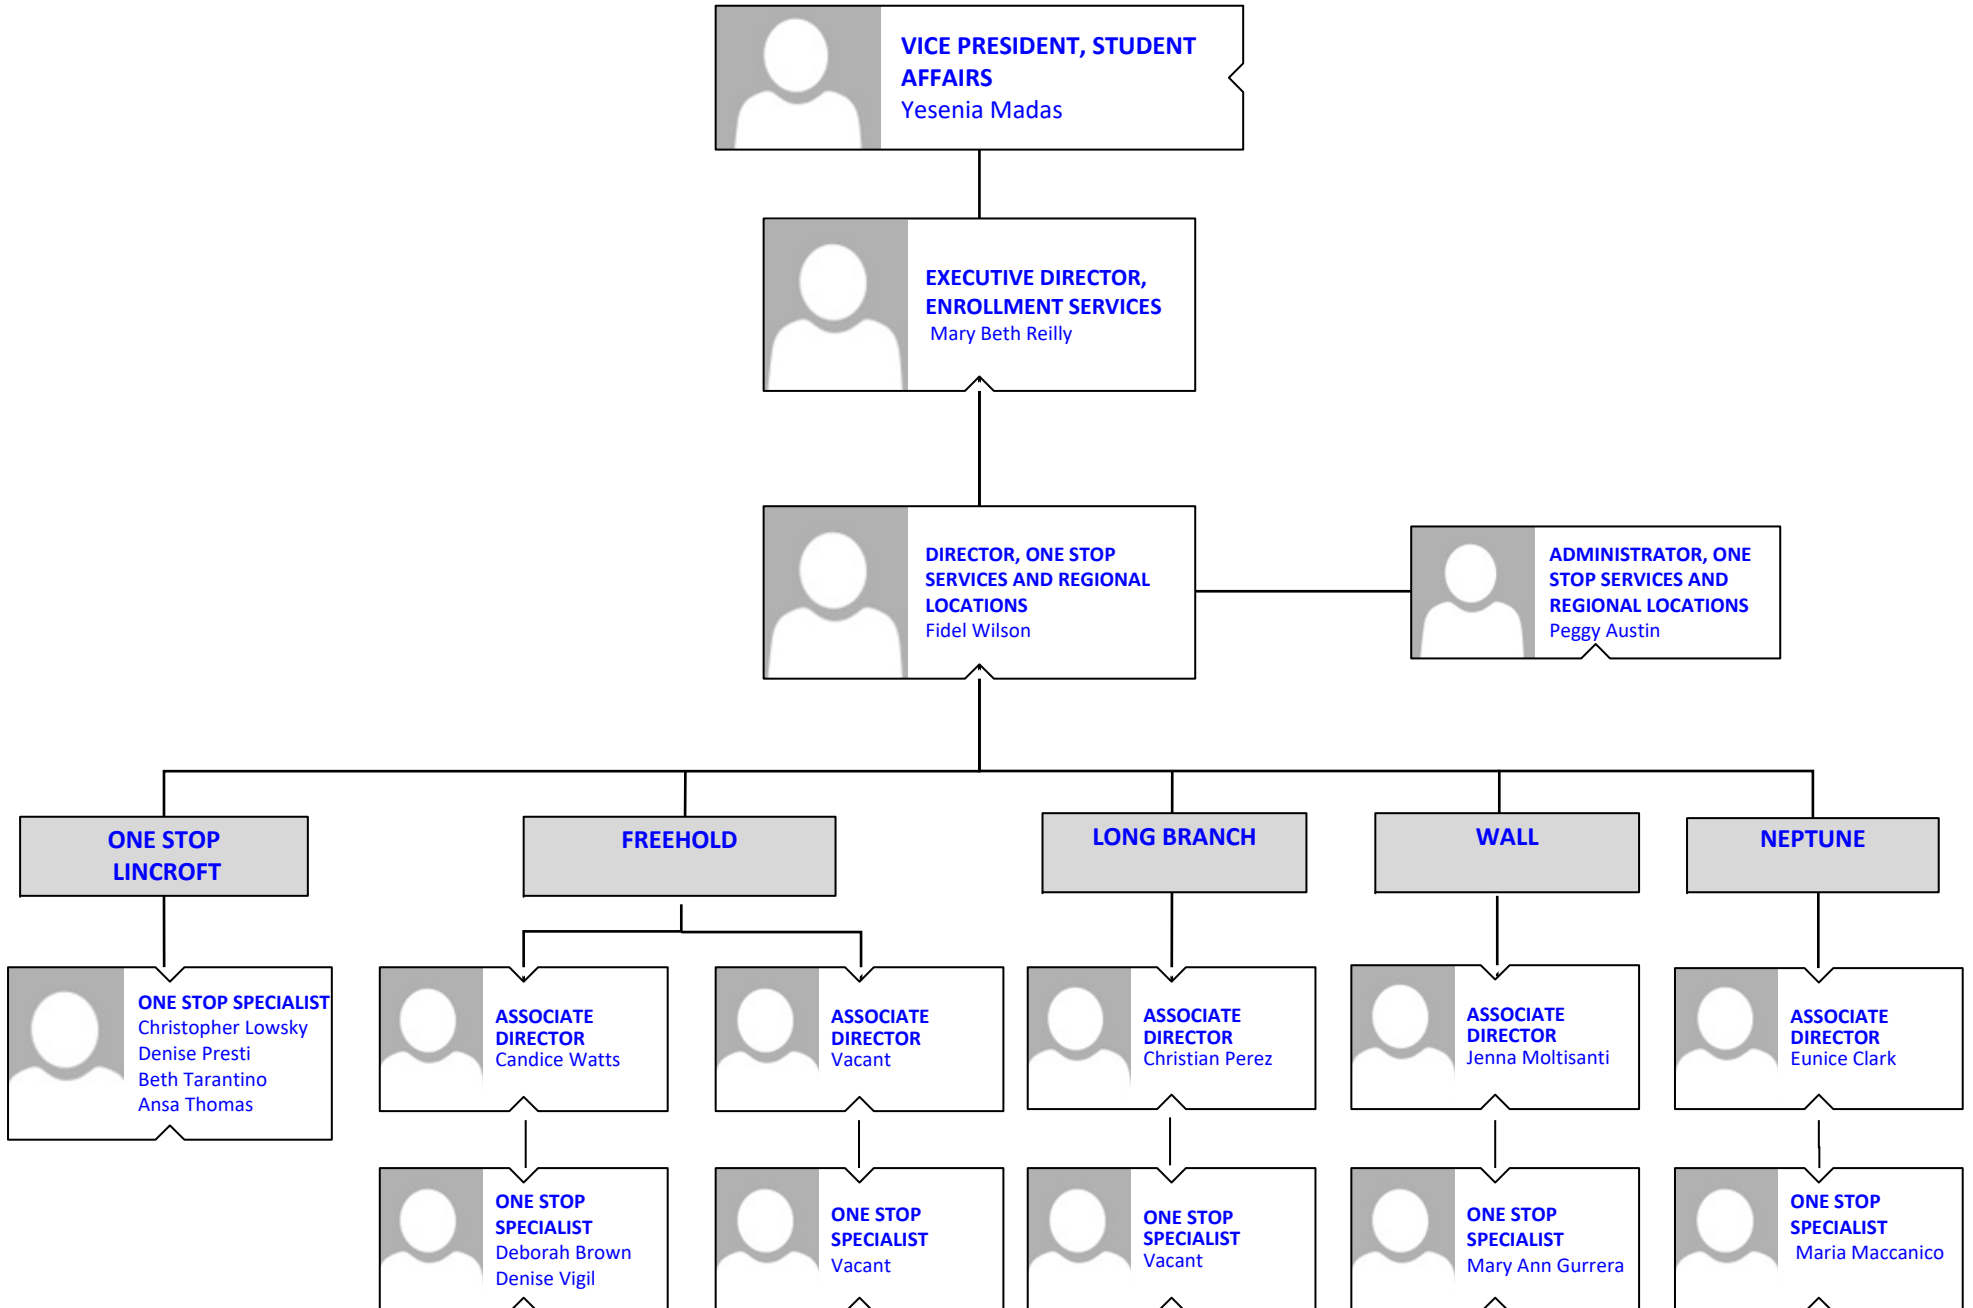 VICE PRESIDENT, STUDENT
AFFAIRS
Yesenia Madas
EXECUTIVE DIRECTOR,
ENROLLMENT SERVICES
Mary Beth Reilly
DIRECTOR, ONE STOP
SERVICES AND REGIONAL
LOCATIONS
Fidel Wilson
ADMINISTRATOR, ONE
STOP SERVICES AND
REGIONAL LOCATIONS
Peggy Austin
ONE STOP
LINCROFT
FREEHOLD
LONG BRANCH
WALL
NEPTUNE
ONE STOP SPECIALIST
Christopher Lowsky
Denise Presti
Beth Tarantino
Ansa Thomas
ASSOCIATE
DIRECTOR
Candice Watts
ASSOCIATE
DIRECTOR
Vacant
ASSOCIATE
DIRECTOR
Christian Perez
ASSOCIATE
DIRECTOR
Jenna Moltisanti
ASSOCIATE
DIRECTOR
Eunice Clark
ONE STOP
SPECIALIST
Deborah Brown
Denise Vigil
ONE STOP
SPECIALIST
Vacant
ONE STOP
SPECIALIST
Vacant
ONE STOP
SPECIALIST
Mary Ann Gurrera
ONE STOP
SPECIALIST
Maria Maccanico